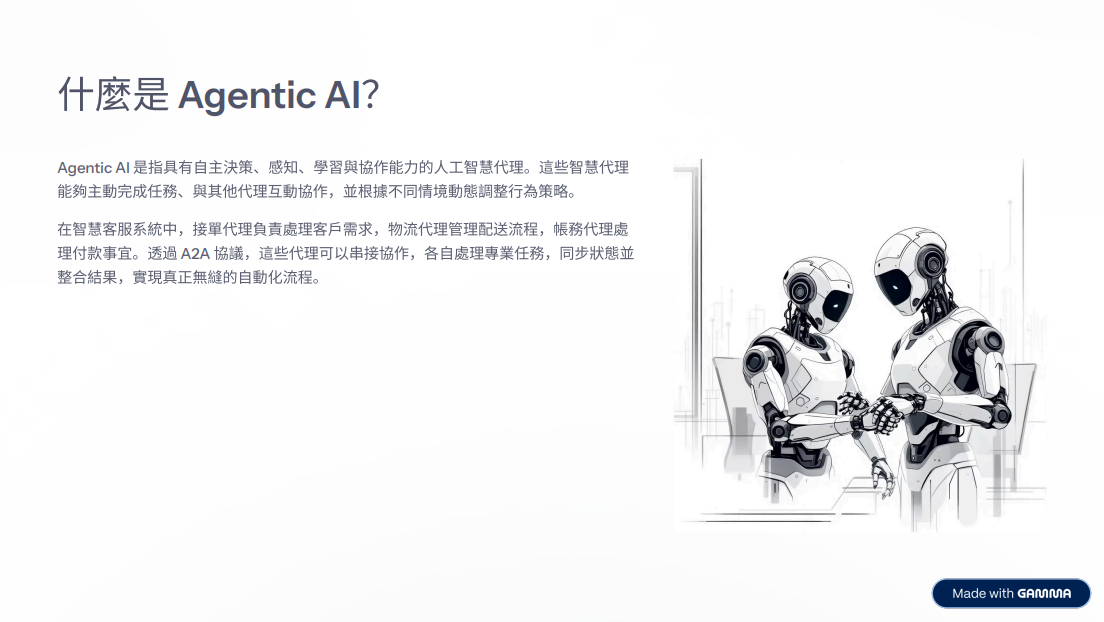 什麼是 Agentic AI?
Agentic AI 是指具有自主決策、感知、學習與協作能力的人工智慧代理。這些智慧代理
能夠主動完成任務、與其他代理互動協作，並根據不同情境動態調整行為策略。
在智慧客服系統中，接單代理負責處理客戶需求，物流代理管理配送流程，帳務代理處
理付款事宜。透過 A2A 協議，這些代理可以串接協作，各自處理專業任務，同步狀態並
整合結果，實現真正無縫的自動化流程。
Made with GAMMA